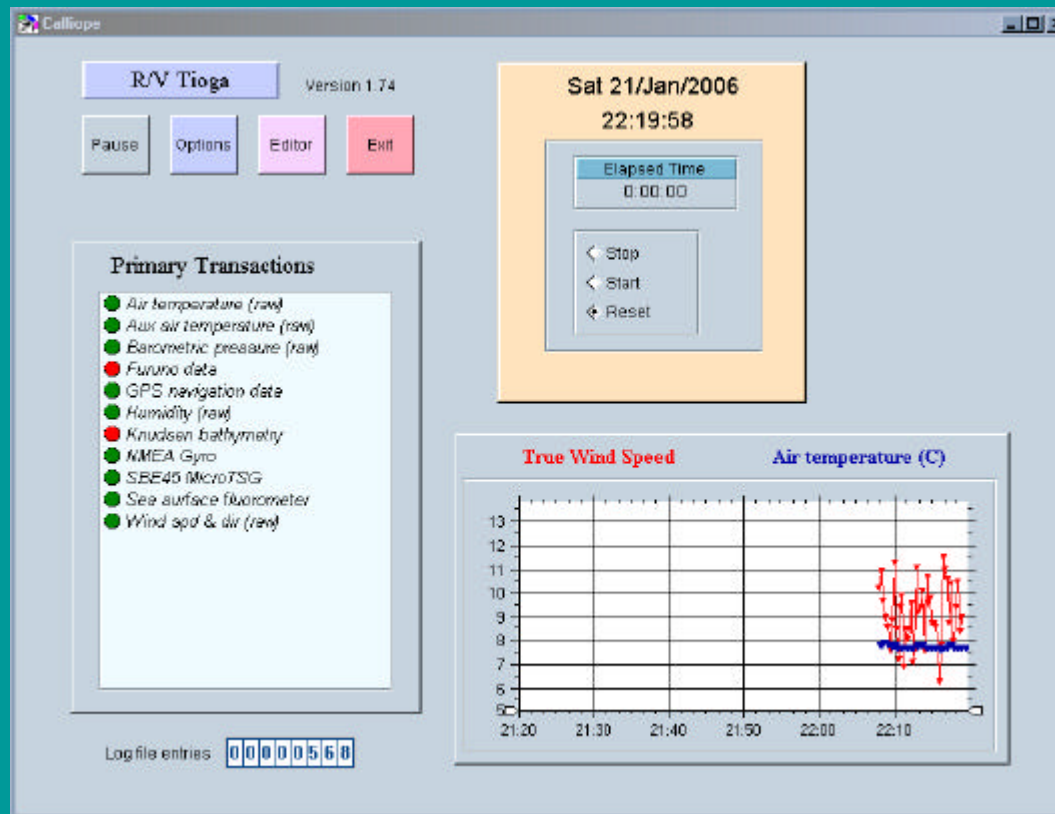 Calliope
R/V Tioga
Version 1.74
Pause
Options
Editor
Exit
Sat 21/Jan/2006
22:19:58
Elapsed Time
0:00:00
Stop
Start
Reset
Primary Transactions
Air temperature (raw)
Aux air temperature (raw)
Barometric pressure (raw)
Furuno data
GPS navigation data
Humidity (raw)
Knudsen bathymetry
NMEA Gyro
SBE45 MicroTSG
Sea surface fluorometer
Wind spd & dir (raw)
Log file entries 00000568
True Wind Speed Air temperature (C)
13
12
11
10
9
8
7
6
5
21:20 21:30 21:40 21:50 22:00 22:10